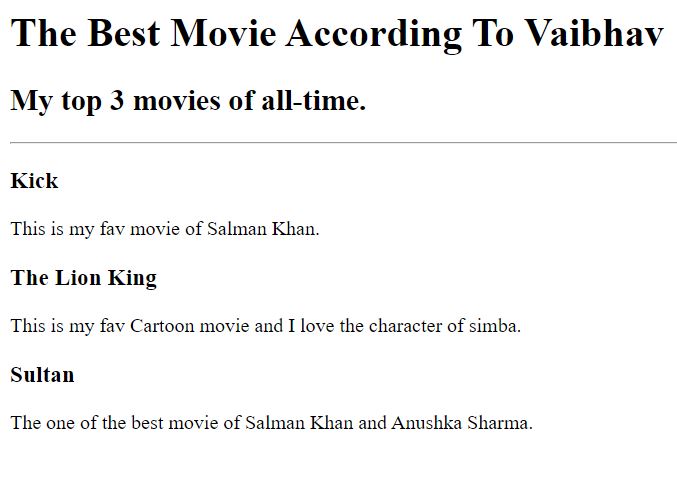 The Best Movie According To Vaibhav
My top 3 movies of all-time.
Kick
This is my fav movie of Salman Khan.
The Lion King
This is my fav Cartoon movie and I love the character of simba.
Sultan
The one of the best movie of Salman Khan and Anushka Sharma.